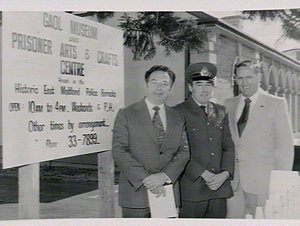 GAOL MUSEUM
AND
PRISONER ARTS & CRAFTS
CENTRE
Historic East Maitland Police Barracks
OPEN: 10am to 4pm, Weekends & P.H.
Other times by arrangement
Phone: 33-7899